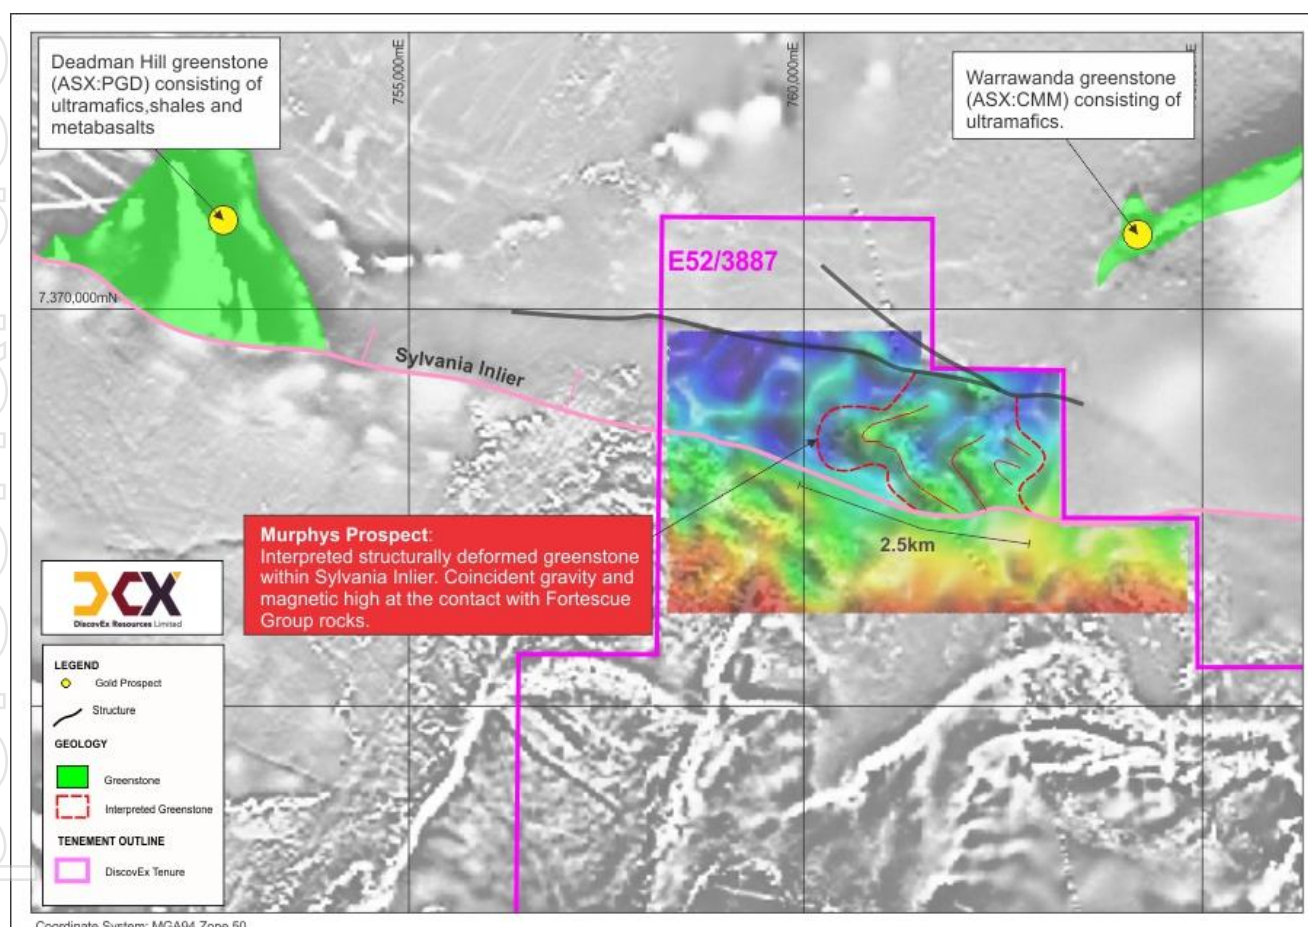 Deadman Hill greenstone
(ASX:PGD) consisting of
ultramafics,shales and
metabasalts
755,000mE
760,000mE
mE
Warrawanda greenstone
(ASX:CMM) consisting of
ultramafics.
E52/3887
7,370,000mN
Sylvania Inlier
Murphys Prospect:
Interpreted structurally deformed greenstone
within Sylvania Inlier. Coincident gravity and
magnetic high at the contact with Fortescue
Group rocks.
2.5km
DCX
DiscovEx Resources Limited
LEGEND
Gold Prospect
Structure
GEOLOGY
Greenstone
Interpreted Greenstone
TENEMENT OUTLINE
DiscovEx Tenure
Coordinate System: MGA94 Zone 50